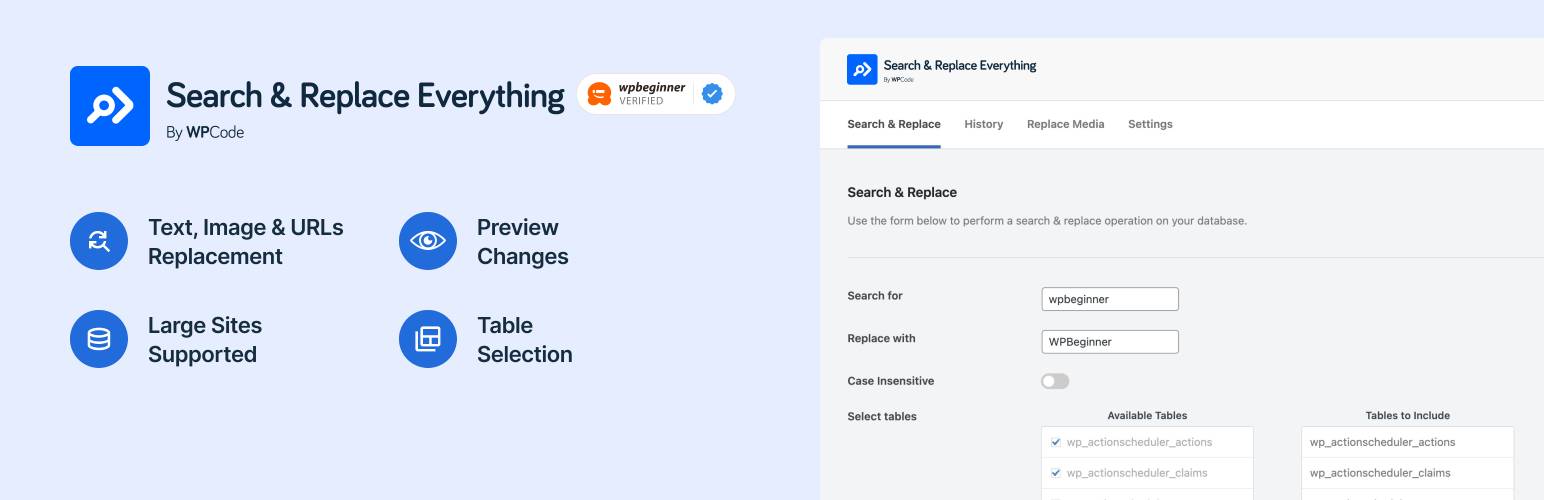 Search & Replace Everything
wpbeginner
VERIFIED
By WPCode
Text, Image & URLs
Replacement
Preview
Changes
Large Sites
Supported
Table
Selection
Search & Replace Everything
By WPCode
Search & Replace
History
Replace Media
Settings
Search & Replace
Use the form below to perform a search & replace operation on your database.
Search for
wpbeginner
Replace with
WPBeginner
Case Insensitive
Select tables
Available Tables
Tables to Include
wp_actionscheduler_actions
wp_actionscheduler_actions
wp_actionscheduler_claims
wp_actionscheduler_claims